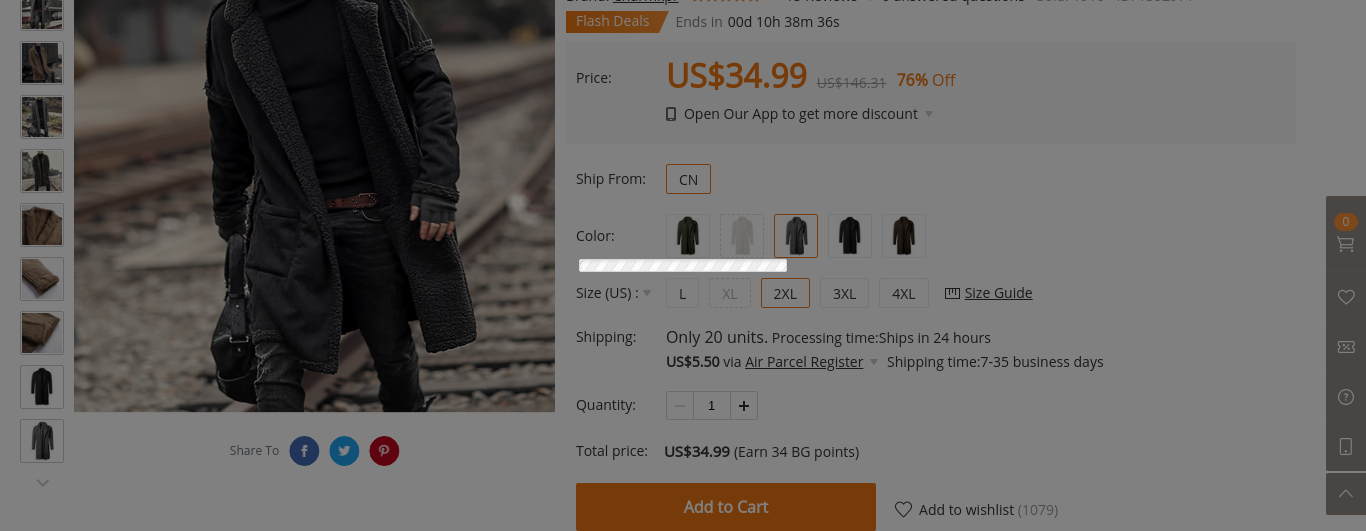 Flash Deals Ends in 00d 10h 38m 36s
Price: US$34.99 US$146.31 76% Off
Open Our App to get more discount
Ship From: CN
Color:
Size (US) : L XL 2XL 3XL 4XL Size Guide
Shipping: Only 20 units. Processing time:Ships in 24 hours
US$5.50 via Air Parcel Register Shipping time:7-35 business days
Quantity: 1
Share To
Total price: US$34.99 (Earn 34 BG points)
Add to Cart Add to wishlist (1079)
0